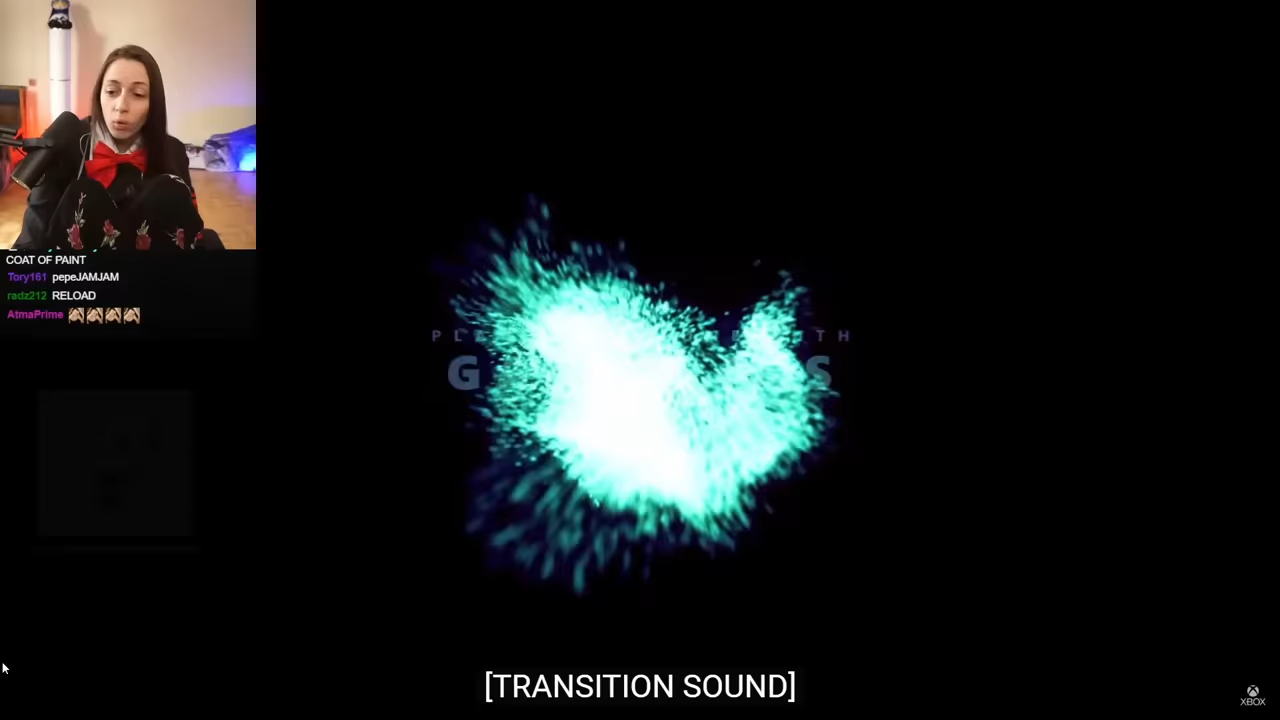 COAT OF PAINT
Tory161 pepeJAMJAM
radz212 RELOAD
AtmaPrime
[TRANSITION SOUND]
XBOX